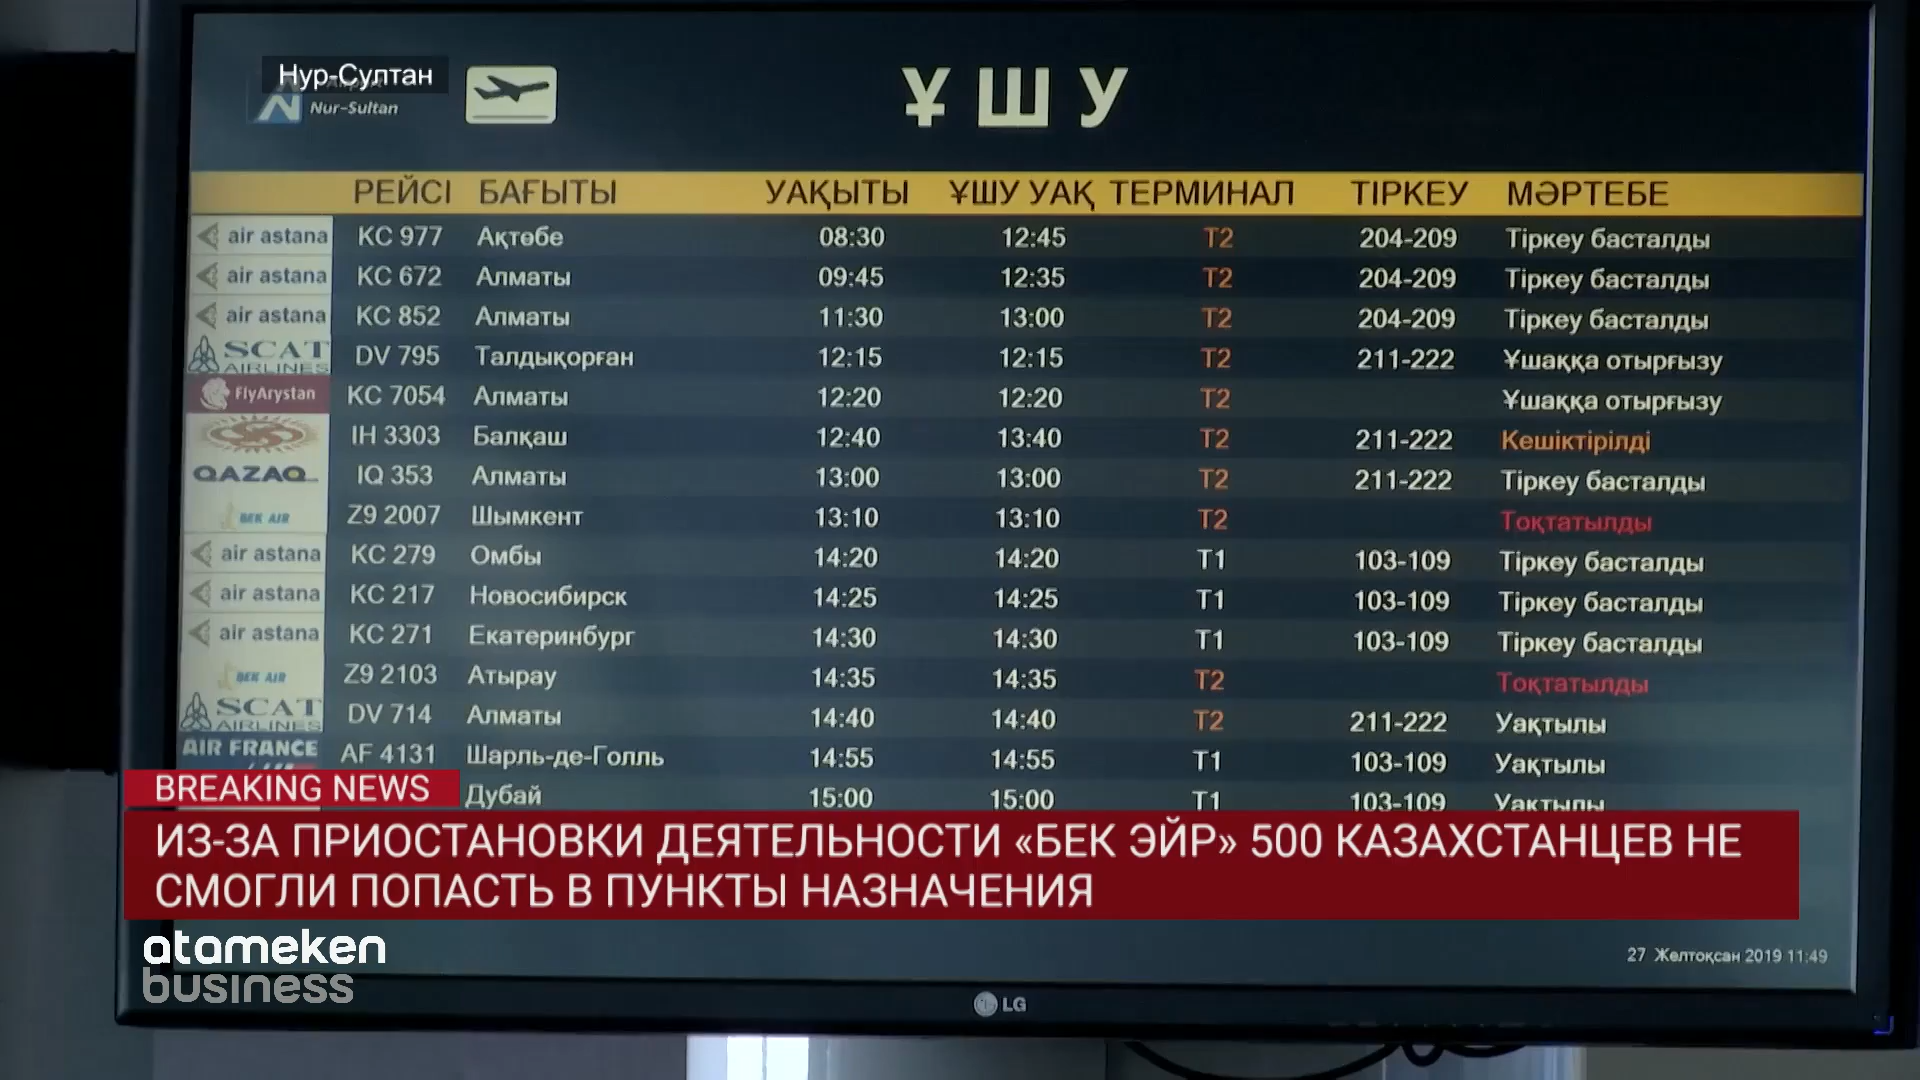 Нур-Султан
Nur-Sultan
ҰШУ
РЕЙСІ БАҒЫТЫ УАҚЫТЫ ҰШУ УАҚ ТЕРМИНАЛ ТІРКЕУ МӘРТЕБЕ
air astana KC 977 Ақтөбе 08:30 12:45 T2 204-209 Тіркеу басталды
air astana KC 672 Алматы 09:45 12:35 T2 204-209 Тіркеу басталды
air astana KC 852 Алматы 11:30 13:00 T2 204-209 Тіркеу басталды
SCAT AIRLINES DV 795 Талдықорған 12:15 12:15 T2 211-222 Ұшаққа отырғызу
FlyArystan KC 7054 Алматы 12:20 12:20 T2 Ұшаққа отырғызу
IH 3303 Балқаш 12:40 13:40 T2 211-222 Кешіктірілді
QAZAQ IQ 353 Алматы 13:00 13:00 T2 211-222 Тіркеу басталды
BEK AIR Z9 2007 Шымкент 13:10 13:10 T2 Тоқтатылды
air astana KC 279 Омбы 14:20 14:20 T1 103-109 Тіркеу басталды
air astana KC 217 Новосибирск 14:25 14:25 T1 103-109 Тіркеу басталды
air astana KC 271 Екатеринбург 14:30 14:30 T1 103-109 Тіркеу басталды
BEK AIR Z9 2103 Атырау 14:35 14:35 T2 Тоқтатылды
SCAT AIRLINES DV 714 Алматы 14:40 14:40 T2 211-222 Уақтылы
AIR FRANCE AF 4131 Шарль-де-Голль 14:55 14:55 T1 103-109 Уақтылы
Дубай 15:00 15:00 T1 103-109 Уақтылы
BREAKING NEWS
ИЗ-ЗА ПРИОСТАНОВКИ ДЕЯТЕЛЬНОСТИ «БЕК ЭЙР» 500 КАЗАХСТАНЦЕВ НЕ
СМОГЛИ ПОПАСТЬ В ПУНКТЫ НАЗНАЧЕНИЯ
atameken
business
27 Желтоқсан 2019 11:49
LG